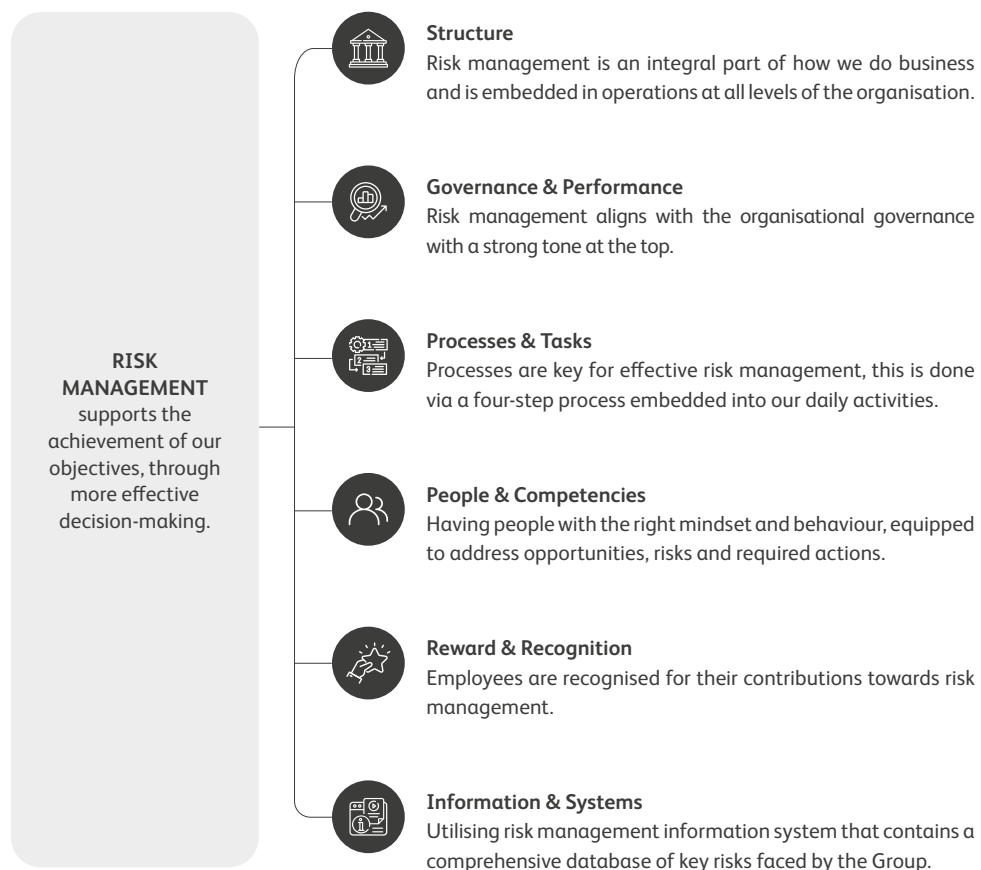 RISK
MANAGEMENT
supports the
achievement of our
objectives, through
more effective
decision-making.
Structure
Risk management is an integral part of how we do business
and is embedded in operations at all levels of the organisation.
Governance & Performance
Risk management aligns with the organisational governance
with a strong tone at the top.
1
2
3
Processes & Tasks
Processes are key for effective risk management, this is done
via a four-step process embedded into our daily activities.
People & Competencies
Having people with the right mindset and behaviour, equipped
to address opportunities, risks and required actions.
Reward & Recognition
Employees are recognised for their contributions towards risk
management.
i
Information & Systems
Utilising risk management information system that contains a
comprehensive database of key risks faced by the Group.